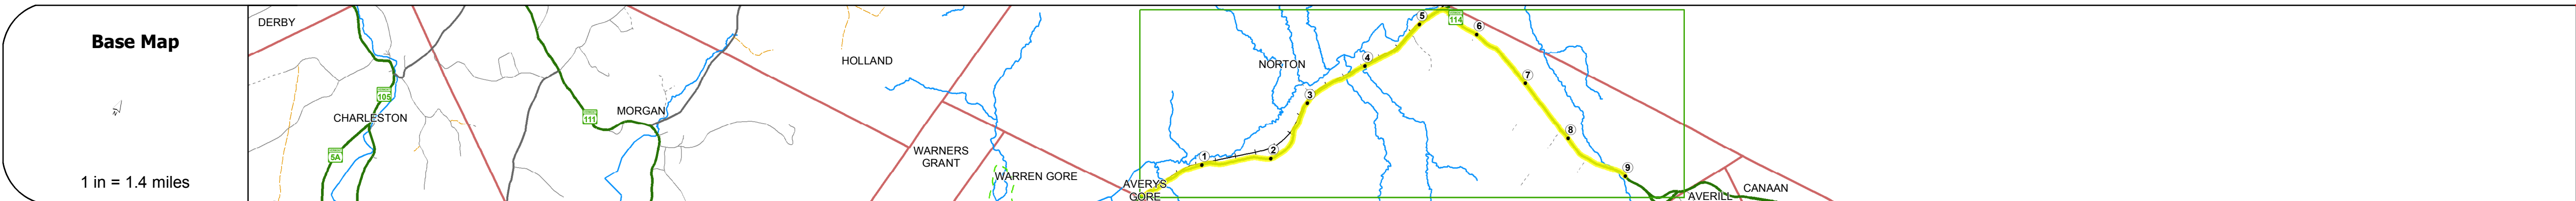 Base Map
N
1 in = 1.4 miles
DERBY
105
CHARLESTON
5A
111
MORGAN
HOLLAND
WARNERS
GRANT
WARREN GORE
AVERYS
GORE
NORTON
1
2
3
4
5
114
6
7
8
9
AVERILL
CANAAN